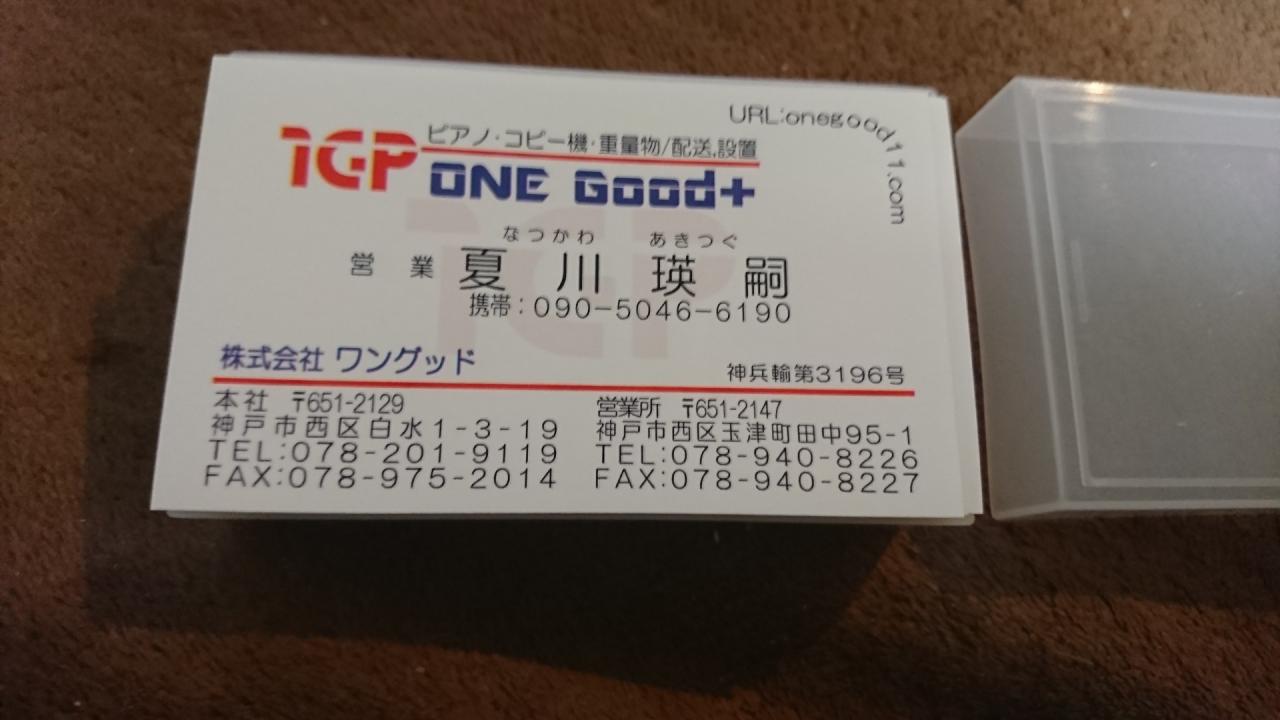 URL:onegood11.com
1GP ピアノ・コピー機・重量物/配送,設置
ONE Good+
なつかわ あきつぐ
営業 夏川 瑛嗣
携帯：090-5046-6190
株式会社 ワングッド
神兵輸第3196号
本社 〒651-2129
神戸市西区白水1-3-19
TEL:078-201-9119
FAX:078-975-2014
営業所 〒651-2147
神戸市西区玉津町田中95-1
TEL:078-940-8226
FAX:078-940-8227